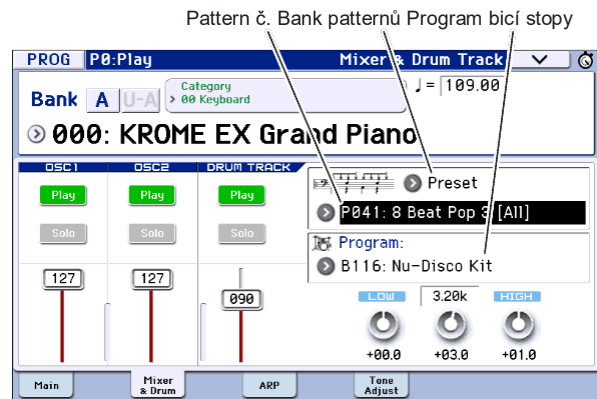 Pattern č. Bank patternů Program bicí stopy
PROG P0:Play Mixer & Drum Track
Bank A U-A Category
00 Keyboard
♩= 109.00
000: KROME EX Grand Piano
OSC1 OSC2 DRUM TRACK
Play Play Play
Solo Solo Solo
Preset
P041: 8 Beat Pop 3 [All]
Program:
B116: Nu-Disco Kit
127 127 090
LOW 3.20k HIGH
+00.0 +03.0 +01.0
Main Mixer & Drum ARP Tone Adjust